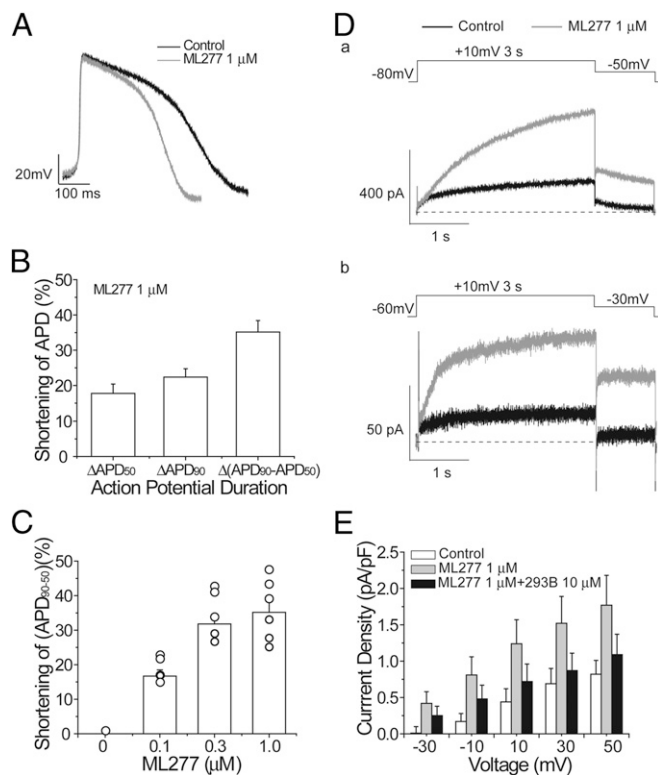 A
Control
ML277 1 μM
20mV
100 ms
B
ML277 1 μM
Shortening of APD (%)
50
40
30
20
10
0
ΔAPD50 ΔAPD90 Δ(APD90-APD50)
Action Potential Duration
C
Shortening of (APD90-50)(%)
50
40
30
20
10
0
0 0.1 0.3 1.0
ML277 (μM)
D
Control ML277 1 μM
a
+10mV 3 s
-80mV
-50mV
400 pA
1 s
b
+10mV 3 s
-60mV
-30mV
50 pA
1 s
E
Control
ML277 1 μM
ML277 1 μM+293B 10 μM
Currrent Density (pA/pF)
2.5
2.0
1.5
1.0
0.5
0.0
-30 -10 10 30 50
Voltage (mV)